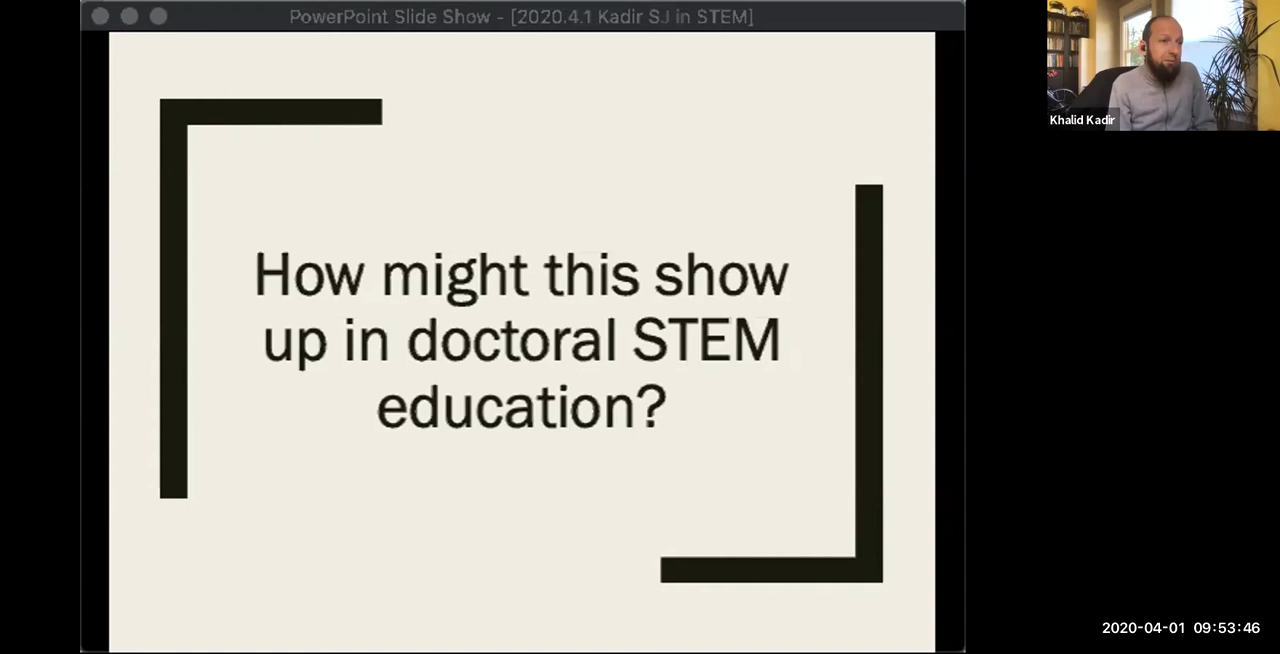 PowerPoint Slide Show - [2020.4.1 Kadir SJ in STEM]
How might this show
up in doctoral STEM
education?
Khalid Kadir
2020-04-01 09:53:46